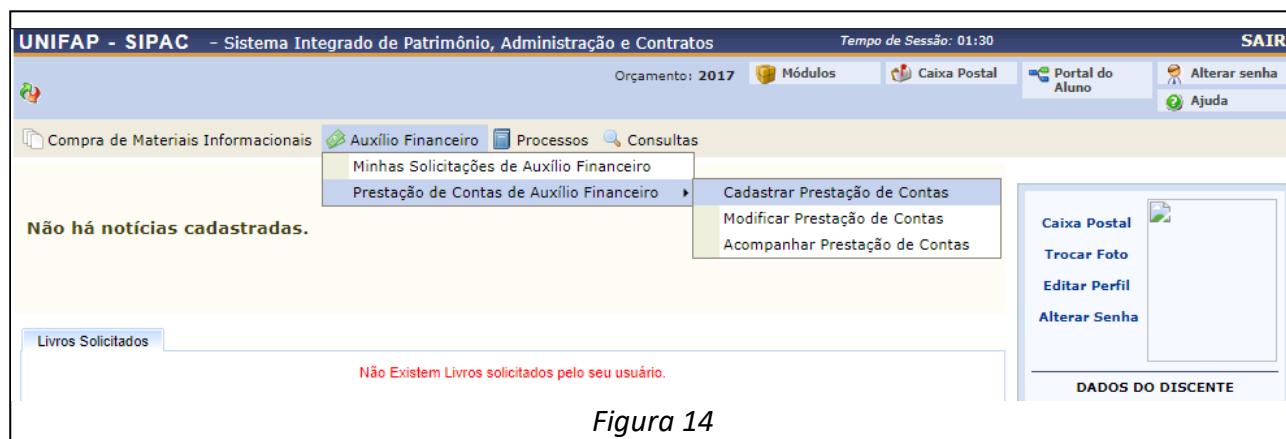 UNIFAP - SIPAC - Sistema Integrado de Patrimônio, Administração e Contratos Tempo de Sessão: 01:30 SAIR
Orçamento: 2017 Módulos Caixa Postal Portal do Aluno Alterar senha
Ajuda
Compra de Materiais Informacionais Auxílio Financeiro Processos Consultas
Minhas Solicitações de Auxílio Financeiro
Prestação de Contas de Auxílio Financeiro
Cadastrar Prestação de Contas
Modificar Prestação de Contas
Acompanhar Prestação de Contas
Não há notícias cadastradas.
Caixa Postal
Trocar Foto
Editar Perfil
Alterar Senha
Livros Solicitados
Não Existem Livros solicitados pelo seu usuário.
DADOS DO DISCENTE
Figura 14